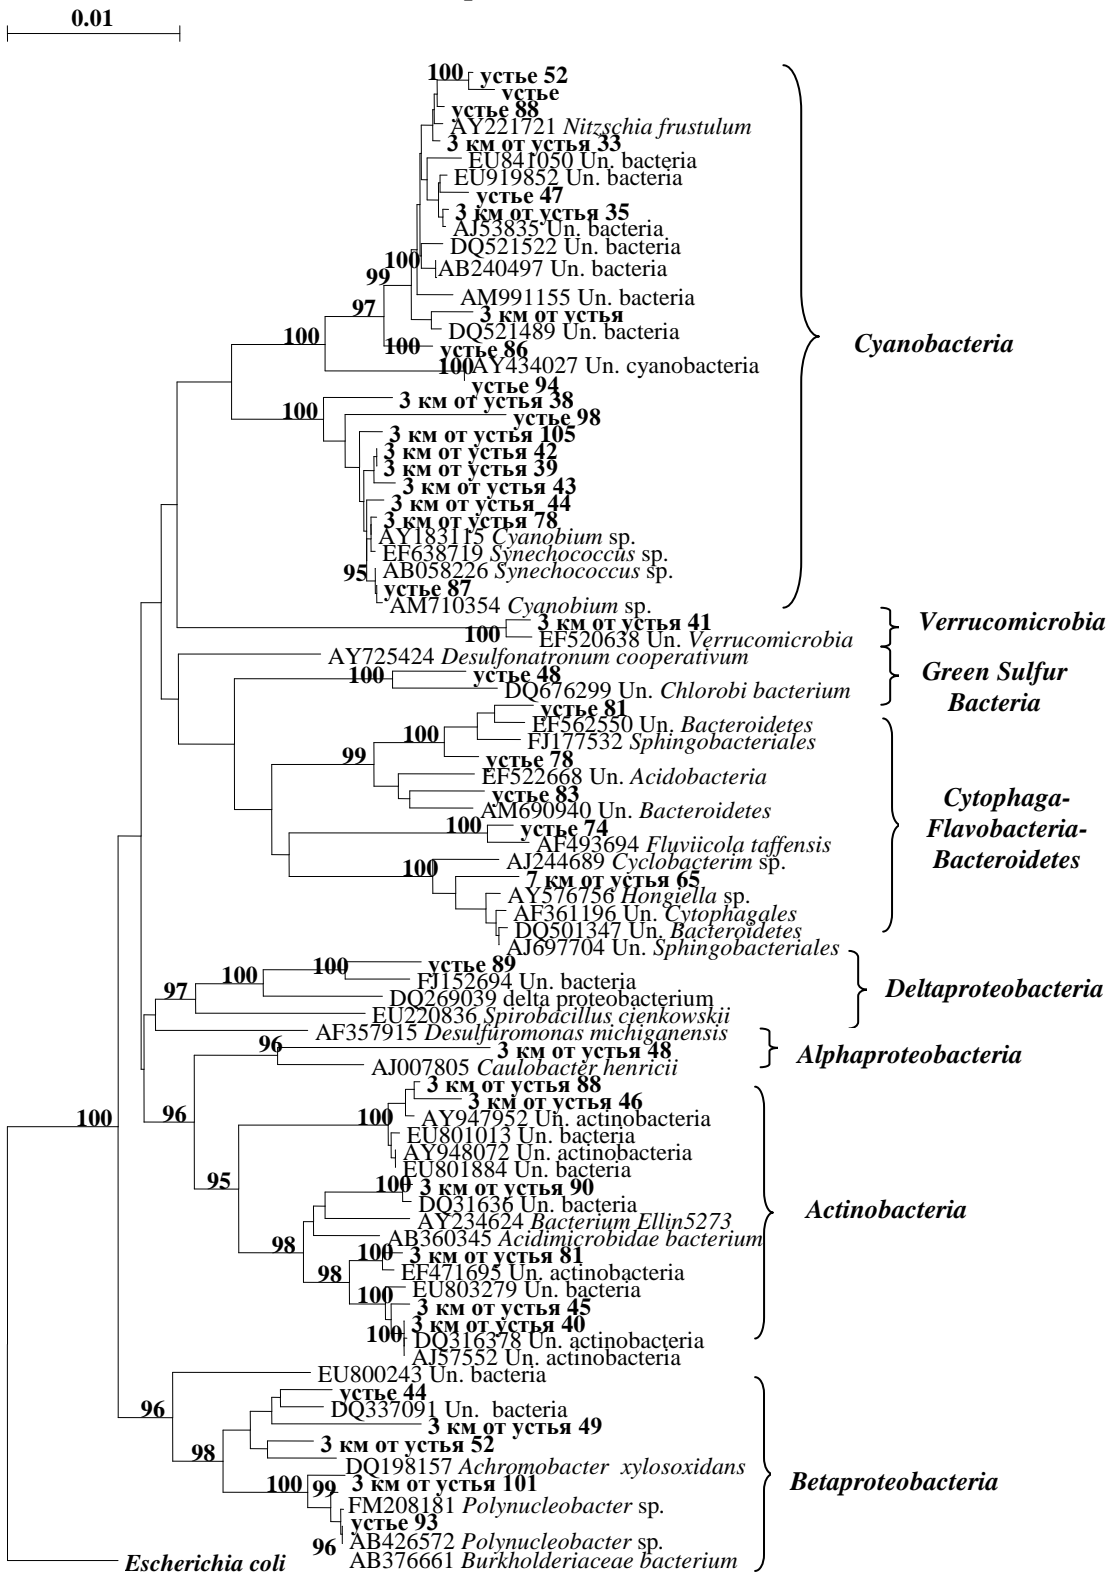 0.01
100
устье 52
устье
устье 88
AY221721 Nitzschia frustulum
3 км от устья 33
EU841050 Un. bacteria
EU919852 Un. bacteria
устье 47
3 км от устья 35
AJ53835 Un. bacteria
DQ521522 Un. bacteria
100
AB240497 Un. bacteria
99
AM991155 Un. bacteria
97
3 км от устья
DQ521489 Un. bacteria
100
100
устье 86
100
AY434027 Un. cyanobacteria
устье 94
Cyanobacteria
3 км от устья 38
100
устье 98
3 км от устья 105
3 км от устья 42
3 км от устья 39
3 км от устья 43
3 км от устья 44
3 км от устья 78
AY183115 Cyanobium sp.
EF638719 Synechococcus sp.
95
AB058226 Synechococcus sp.
устье 87
AM710354 Cyanobium sp.
3 км от устья 41
100
EF520638 Un. Verrucomicrobia
Verrucomicrobia
AY725424 Desulfonatronum cooperativum
100
устье 48
DQ676299 Un. Chlorobi bacterium
Green Sulfur
Bacteria
устье 81
EF562550 Un. Bacteroidetes
100
FJ177532 Sphingobacteriales
99
устье 78
EF522668 Un. Acidobacteria
устье 83
AM690940 Un. Bacteroidetes
100
устье 74
AF493694 Fluviicola taffensis
AJ244689 Cyclobacterim sp.
100
7 км от устья 65
AY576756 Hongiella sp.
AF361196 Un. Cytophagales
DQ501347 Un. Bacteroidetes
AJ697704 Un. Sphingobacteriales
Cytophaga-
Flavobacteria-
Bacteroidetes
100
устье 89
100
FJ152694 Un. bacteria
97
DQ269039 delta proteobacterium
EU220836 Spirobacillus cienkowskii
AF357915 Desulfuromonas michiganensis
Deltaproteobacteria
96
3 км от устья 48
AJ007805 Caulobacter henricii
Alphaproteobacteria
3 км от устья 88
3 км от устья 46
100
96
100
AY947952 Un. actinobacteria
EU801013 Un. bacteria
AY948072 Un. actinobacteria
EU801884 Un. bacteria
95
100
3 км от устья 90
DQ31636 Un. bacteria
AY234624 Bacterium Ellin5273
AB360345 Acidimicrobidae bacterium
98
100
3 км от устья 81
98
EF471695 Un. actinobacteria
EU803279 Un. bacteria
100
3 км от устья 45
3 км от устья 40
100
DQ316378 Un. actinobacteria
AJ57552 Un. actinobacteria
Actinobacteria
EU800243 Un. bacteria
96
устье 44
DQ337091 Un. bacteria
3 км от устья 49
98
3 км от устья 52
DQ198157 Achromobacter xylosoxidans
100
99
3 км от устья 101
FM208181 Polynucleobacter sp.
устье 93
96
AB426572 Polynucleobacter sp.
AB376661 Burkholderiaceae bacterium
Betaproteobacteria
Escherichia coli